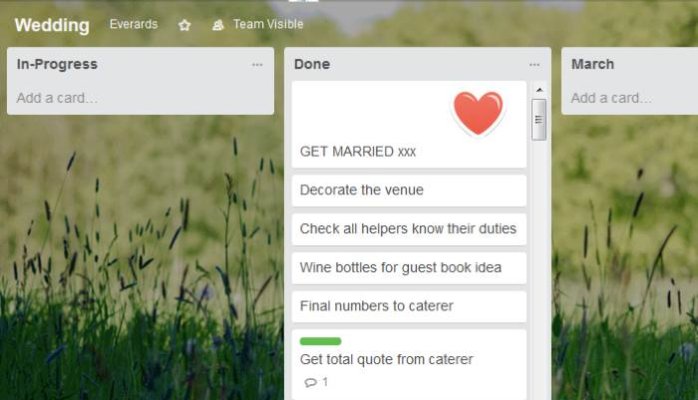 Wedding Everards Team Visible
In-Progress ...
Add a card...
Done ...
GET MARRIED xxx
Decorate the venue
Check all helpers know their duties
Wine bottles for guest book idea
Final numbers to caterer
Get total quote from caterer
1
March
Add a card...